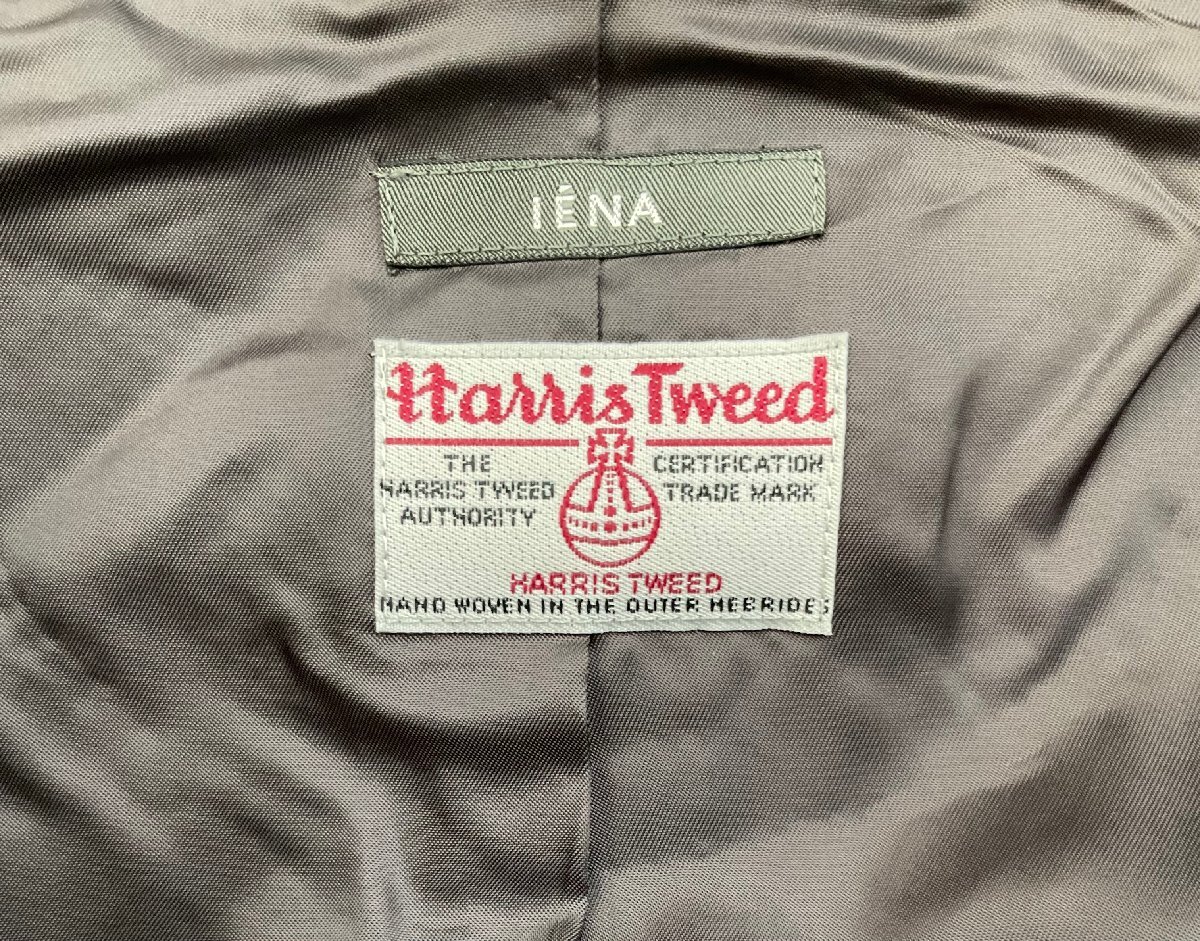 IÉNA
Harris Tweed
THE
HARRIS TWEED
AUTHORITY
CERTIFICATION
TRADE MARK
HARRIS TWEED
HAND WOVEN IN THE OUTER HEBRIDES